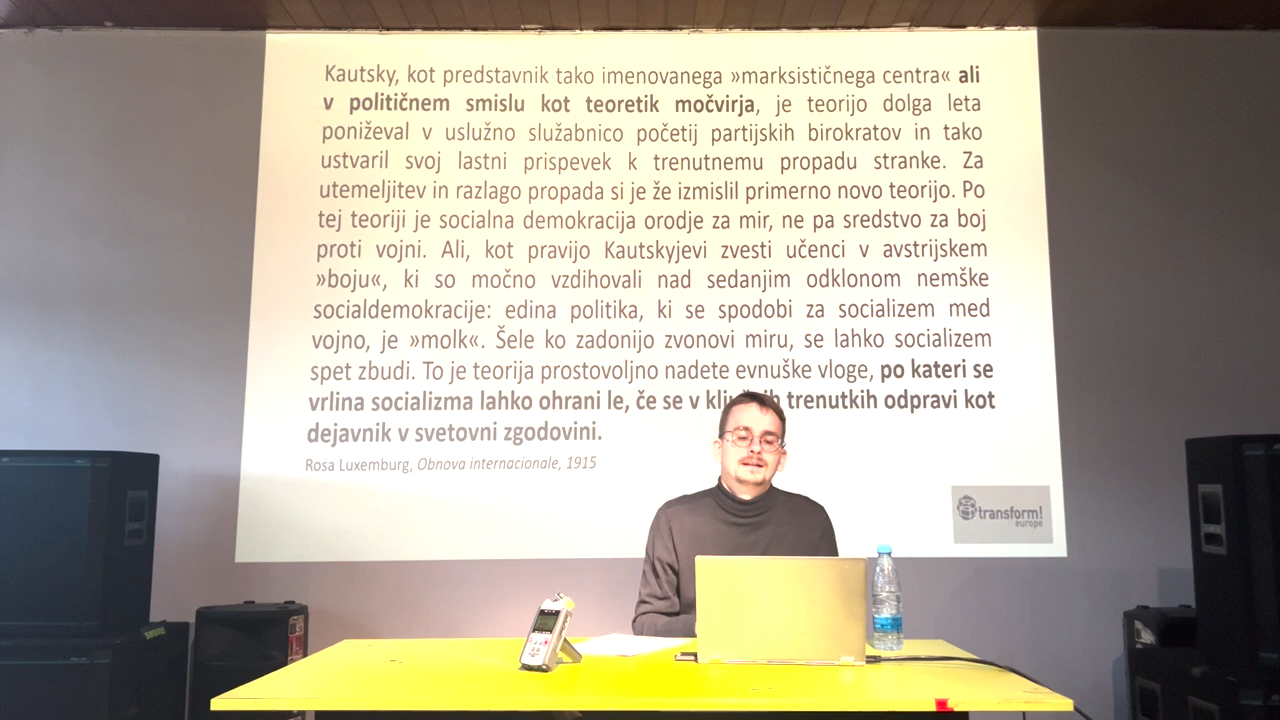 Kautsky, kot predstavnik tako imenovanega »marksističnega centra« ali
v političnem smislu kot teoretik močvirja, je teorijo dolga leta
poniževal v uslužno služabnico početij partijskih birokratov in tako
ustvaril svoj lastni prispevek k trenutnemu propadu stranke. Za
utemeljitev in razlago propada si je že izmislil primerno novo teorijo. Po
tej teoriji je socialna demokracija orodje za mir, ne pa sredstvo za boj
proti vojni. Ali, kot pravijo Kautskyjevi zvesti učenci v avstrijskem
»boju«, ki so močno vzdihovali nad sedanjim odklonom nemške
socialdemokracije: edina politika, ki se spodobi za socializem med
vojno, je »molk«. Šele ko zadonijo zvonovi miru, se lahko socializem
spet zbudi. To je teorija prostovoljno nadete evnuške vloge, po kateri se
vrlina socializma lahko ohrani le, če se v trenutkih odpravi kot
dejavnik v svetovni zgodovini.
Rosa Luxemburg, Obnova internacionale, 1915
transform!
europe